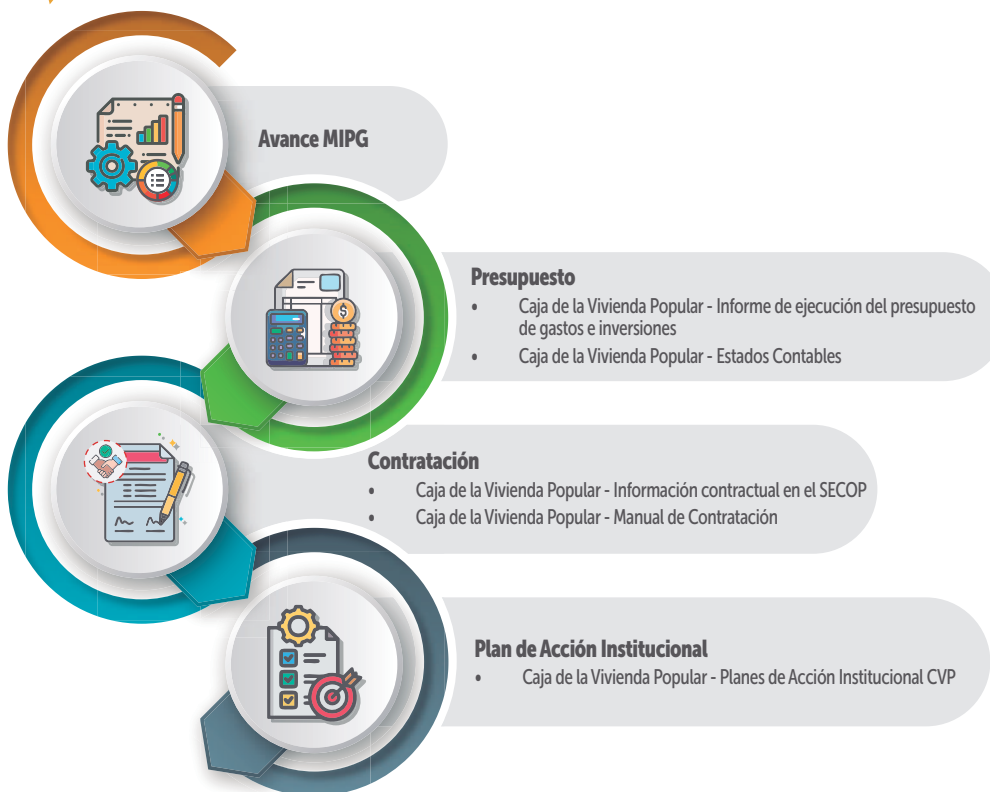 Avance MIPG
Presupuesto
• Caja de la Vivienda Popular - Informe de ejecución del presupuesto
de gastos e inversiones
• Caja de la Vivienda Popular - Estados Contables
Contratación
• Caja de la Vivienda Popular - Información contractual en el SECOP
• Caja de la Vivienda Popular - Manual de Contratación
Plan de Acción Institucional
• Caja de la Vivienda Popular - Planes de Acción Institucional CVP